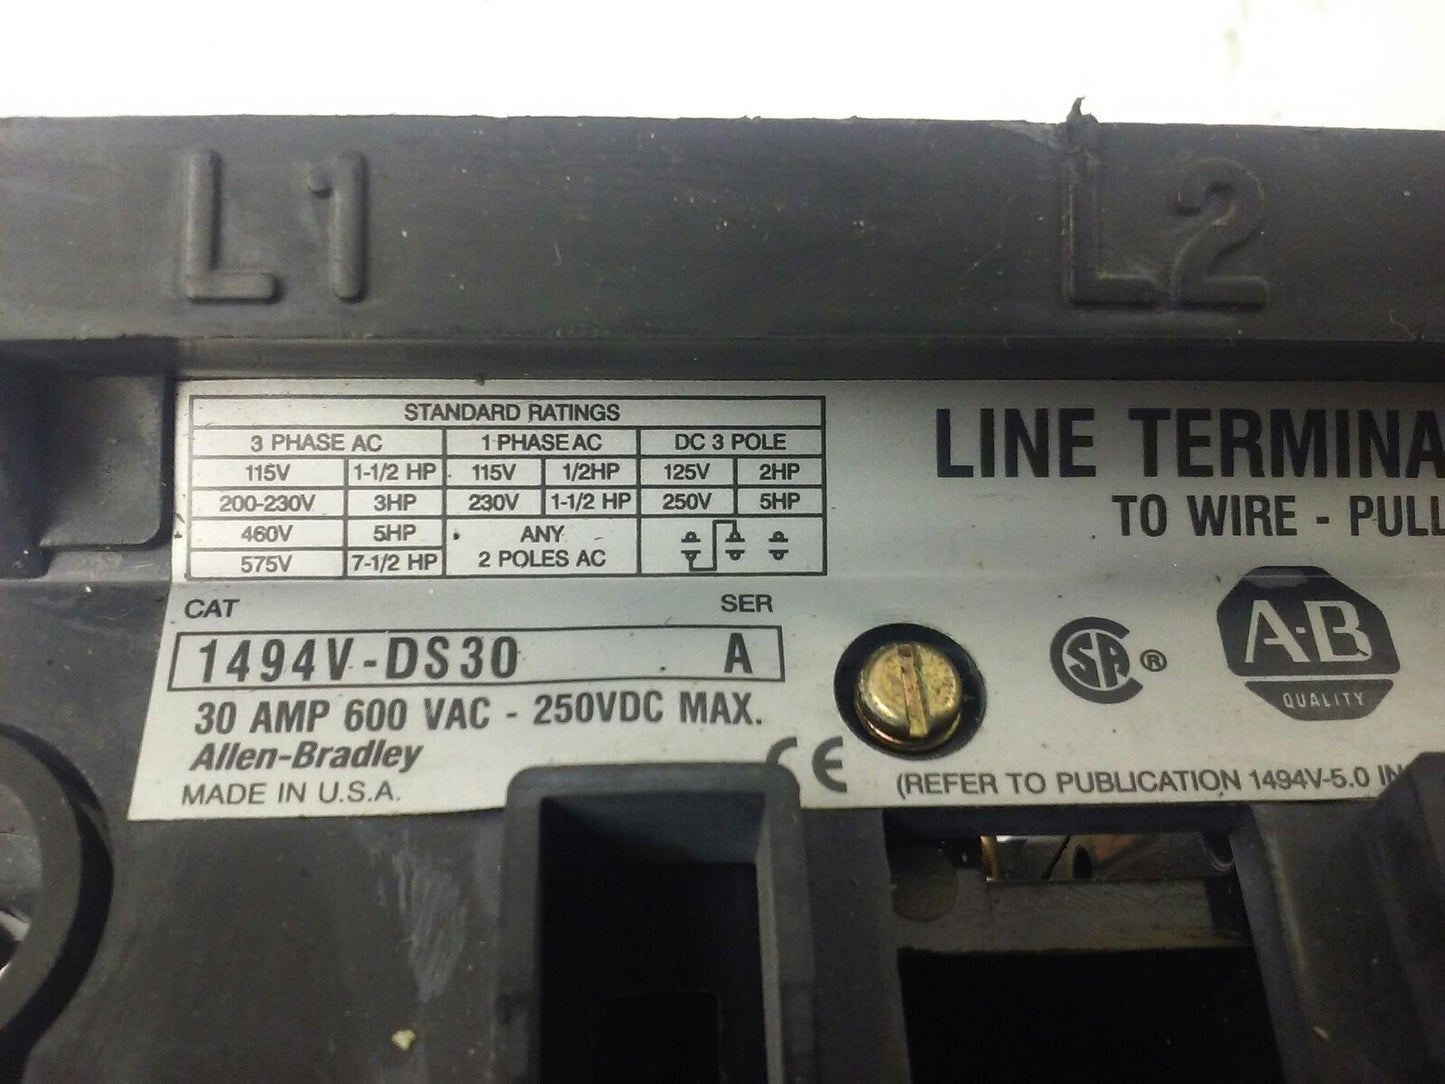 L1 L2
STANDARD RATINGS
3 PHASE AC 1 PHASE AC DC 3 POLE
115V 1-1/2 HP 115V 1/2HP 125V 2HP
200-230V 3HP 230V 1-1/2 HP 250V 5HP
460V 5HP ANY
575V 7-1/2 HP 2 POLES AC
LINE TERMINA
TO WIRE - PULL
CAT SER
1494V-DS30 A
30 AMP 600 VAC - 250VDC MAX.
Allen-Bradley
MADE IN U.S.A.
CE
SA ®
A-B
QUALITY
(REFER TO PUBLICATION 1494V-5.0 IN